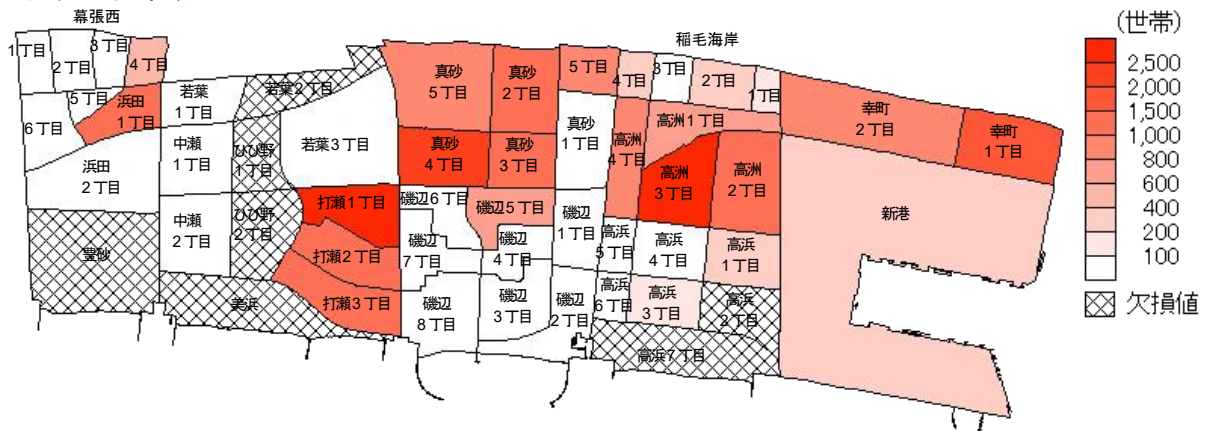 幕張西
1丁目
2丁目
3丁目
4丁目
5丁目
6丁目
浜田
1丁目
浜田
2丁目
若葉
1丁目
若葉2丁目
若葉3丁目
中瀬
1丁目
中瀬
2丁目
ひび野
1丁目
ひび野
2丁目
豊砂
美浜
打瀬1丁目
打瀬2丁目
打瀬3丁目
真砂
5丁目
真砂
2丁目
真砂
4丁目
真砂
3丁目
真砂
1丁目
磯辺6丁目
磯辺5丁目
磯辺
7丁目
磯辺
4丁目
磯辺
1丁目
磯辺
8丁目
磯辺
3丁目
磯辺
2丁目
稲毛海岸
5丁目
4丁目
3丁目
2丁目
1丁目
高洲1丁目
高洲
4丁目
高洲
3丁目
高洲
2丁目
高浜
5丁目
高浜
4丁目
高浜
1丁目
高浜
6丁目
高浜
3丁目
高浜
2丁目
高浜7丁目
幸町
2丁目
幸町
1丁目
新港
(世帯)
2,500
2,000
1,500
1,000
800
600
400
200
100
欠損値